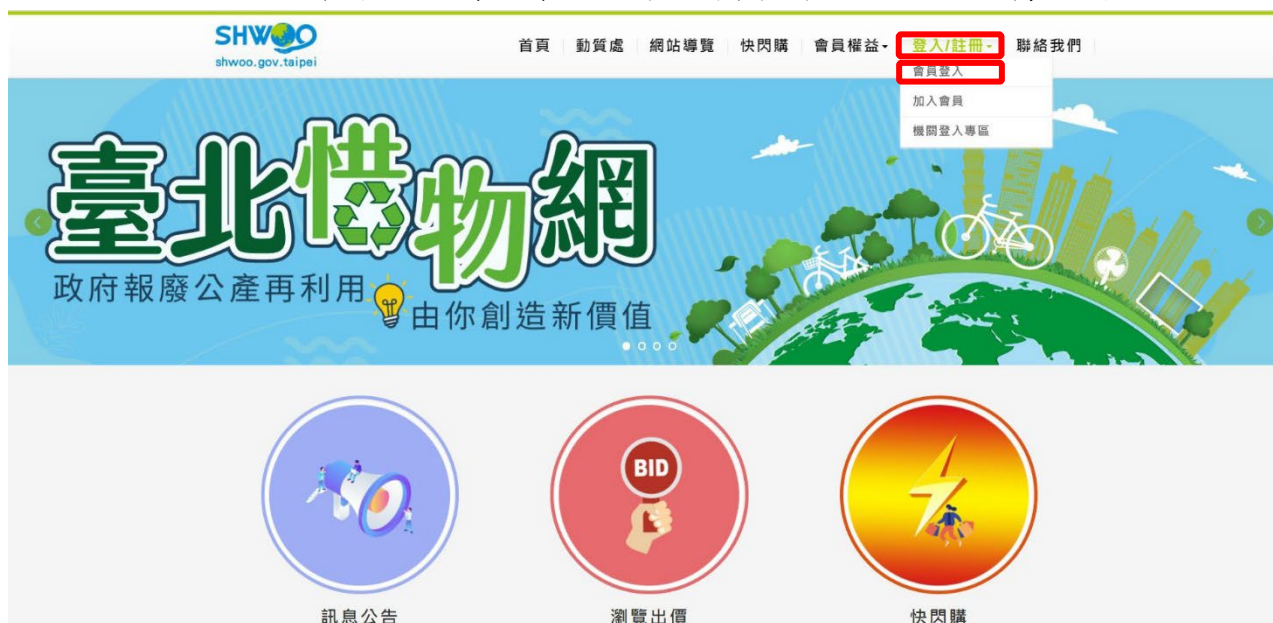 SHWOO
shwoo.gov.taipei
首頁 動質處 網站導覽 快閃購 會員權益 登入/註冊 聯絡我們
會員登入
加入會員
機關登入專區
臺北惜物網
政府報廢公產再利用
由你創造新價值
BID
訊息公告 瀏覽出價 快閃購